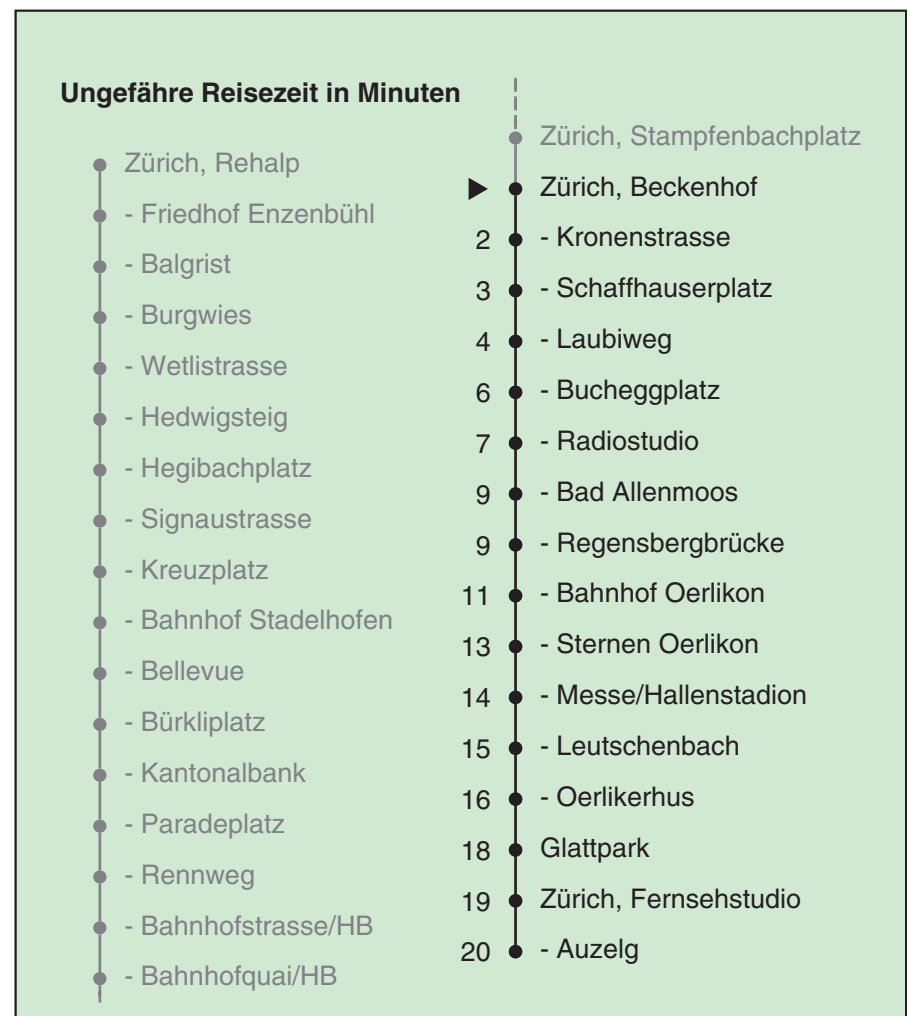 Ungefähre Reisezeit in Minuten
Zürich, Rehalp
- Friedhof Enzenbühl
- Balgrist
- Burgwies
- Wetlistrasse
- Hedwigsteig
- Hegibachplatz
- Signaustrasse
- Kreuzplatz
- Bahnhof Stadelhofen
- Bellevue
- Bürkliplatz
- Kantonalbank
- Paradeplatz
- Rennweg
- Bahnhofstrasse/HB
- Bahnhofquai/HB
Zürich, Stampfenbachplatz
Zürich, Beckenhof
2 - Kronenstrasse
3 - Schaffhauserplatz
4 - Laubiweg
6 - Bucheggplatz
7 - Radiostudio
9 - Bad Allenmoos
9 - Regensbergbrücke
11 - Bahnhof Oerlikon
13 - Sternen Oerlikon
14 - Messe/Hallenstadion
15 - Leutschenbach
16 - Oerlikerhus
18 Glattpark
19 Zürich, Fernsehstudio
20 - Auzelg